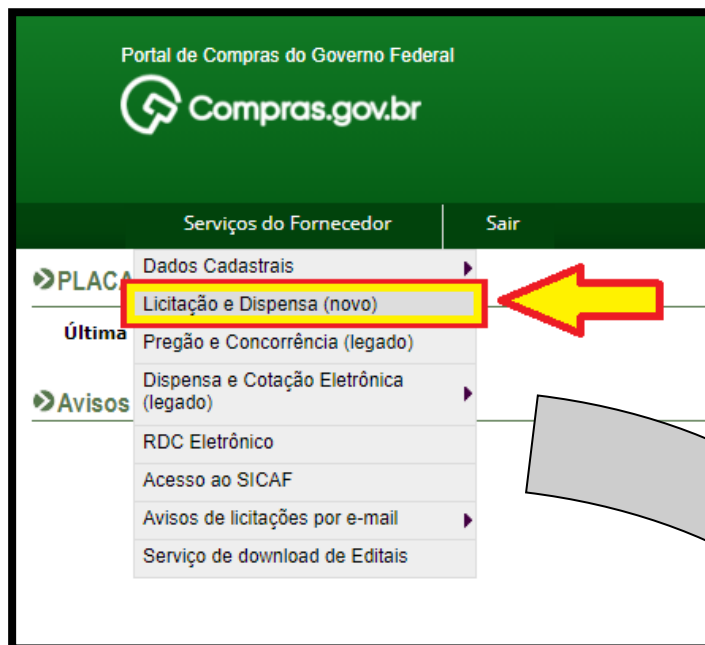 Portal de Compras do Governo Federal
Compras.gov.br
Serviços do Fornecedor
Sair
PLACA
Última
Avisos
Dados Cadastrais
Licitação e Dispensa (novo)
Pregão e Concorrência (legado)
Dispensa e Cotação Eletrônica
(legado)
RDC Eletrônico
Acesso ao SICAF
Avisos de licitações por e-mail
Serviço de download de Editais